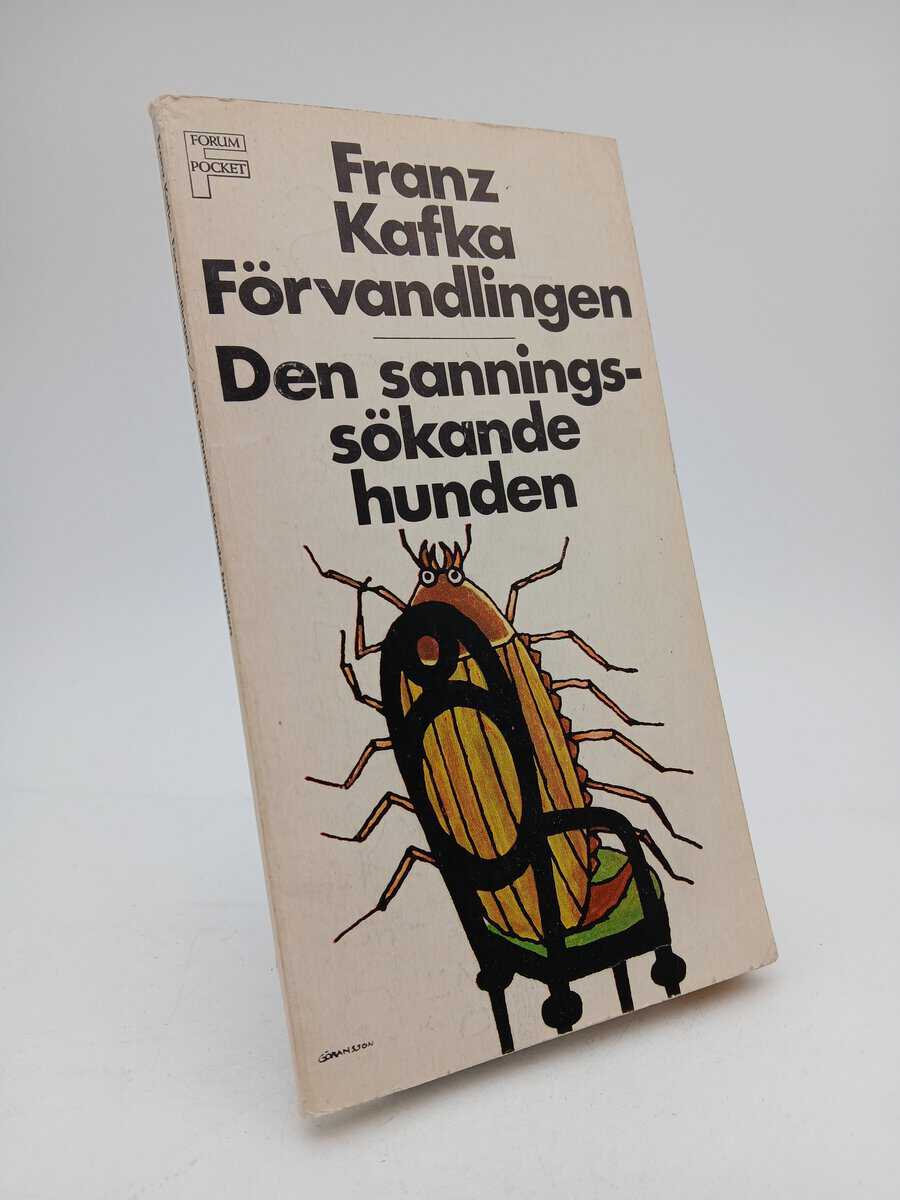 FORUM
POCKET
Franz
Kafka
Förvandlingen
Den sannings-
sökande
hunden
GÖRANSSON